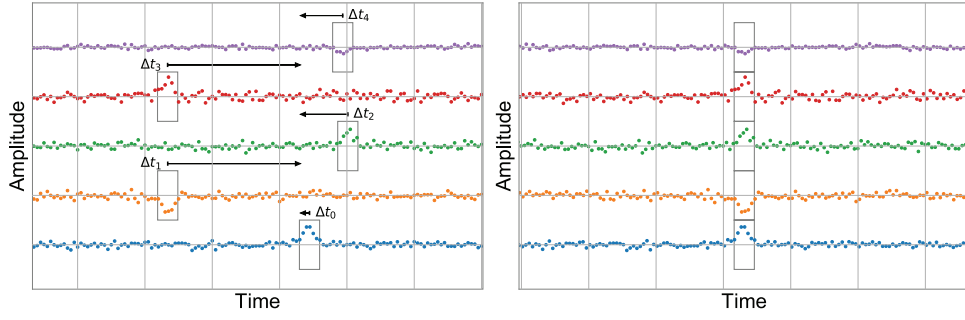 Δt₄
Δt₃
Δt₂
Δt₁
Δt₀
Amplitude
Time
Amplitude
Time